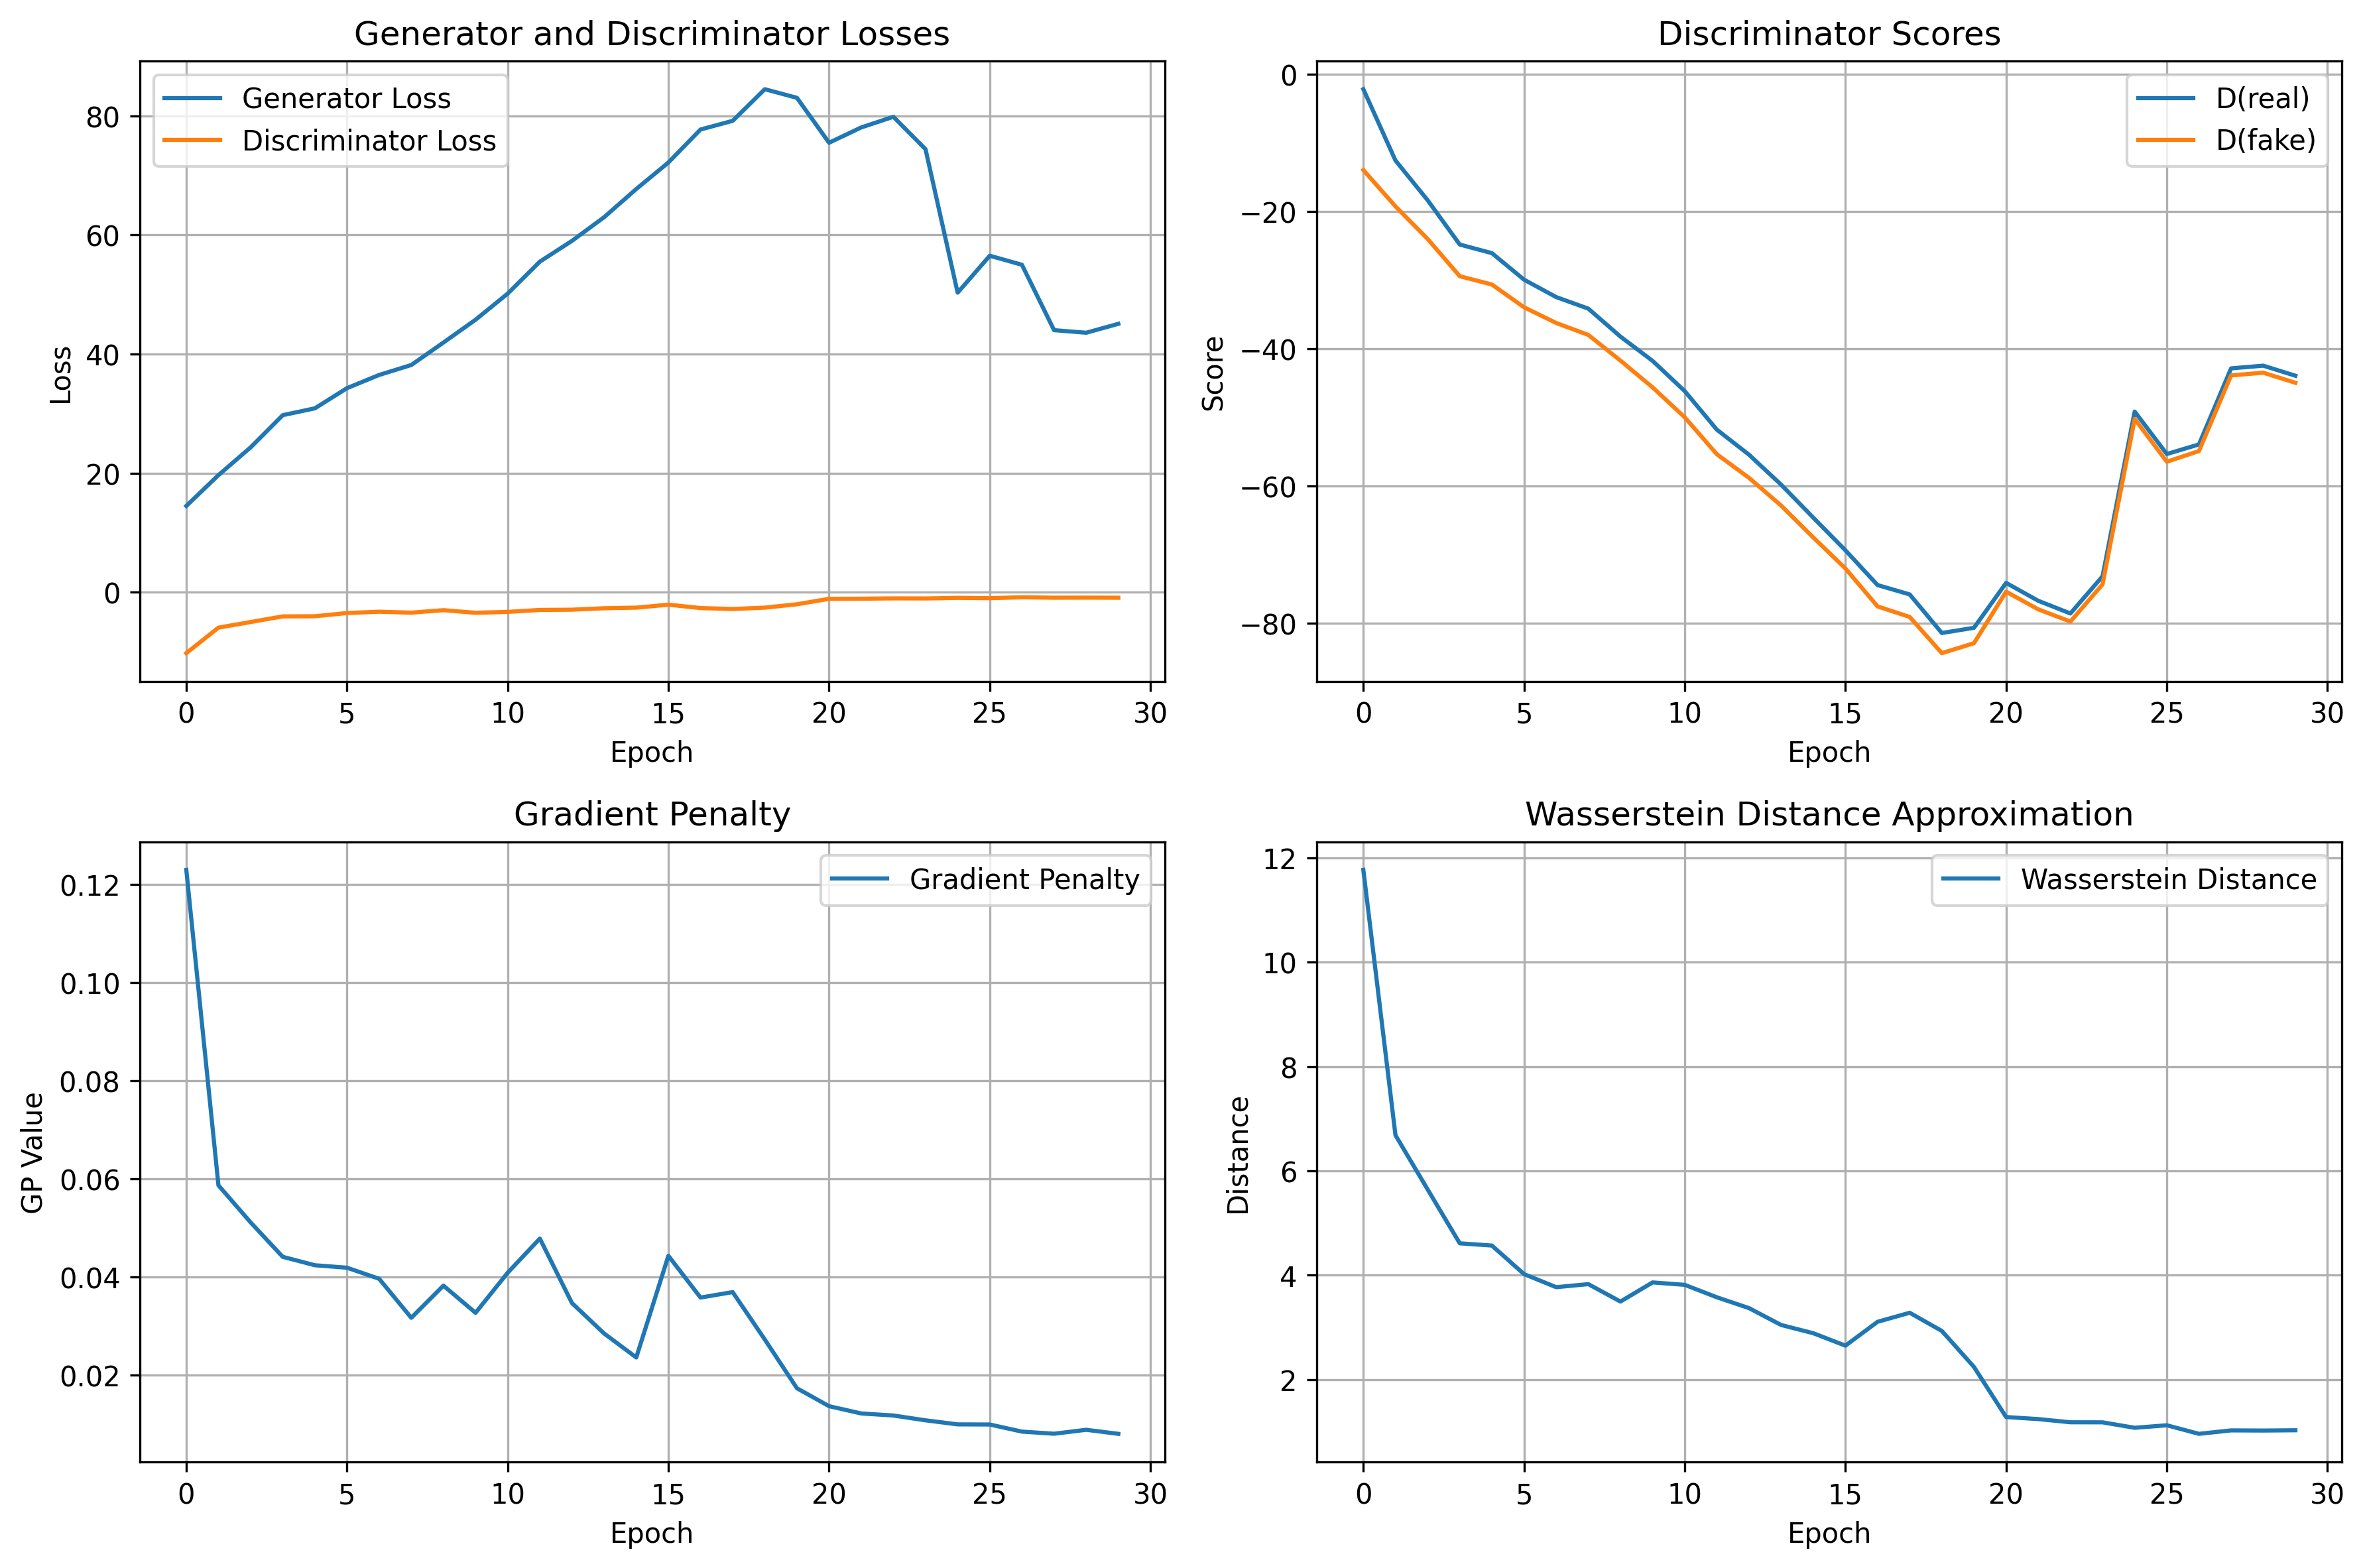 Generator and Discriminator Losses
Generator Loss
Discriminator Loss
80
60
40
20
0
Loss
0 5 10 15 20 25 30
Epoch
Discriminator Scores
D(real)
D(fake)
0
−20
−40
−60
−80
Score
0 5 10 15 20 25 30
Epoch
Gradient Penalty
Gradient Penalty
0.12
0.10
0.08
0.06
0.04
0.02
GP Value
0 5 10 15 20 25 30
Epoch
Wasserstein Distance Approximation
Wasserstein Distance
12
10
8
6
4
2
Distance
0 5 10 15 20 25 30
Epoch